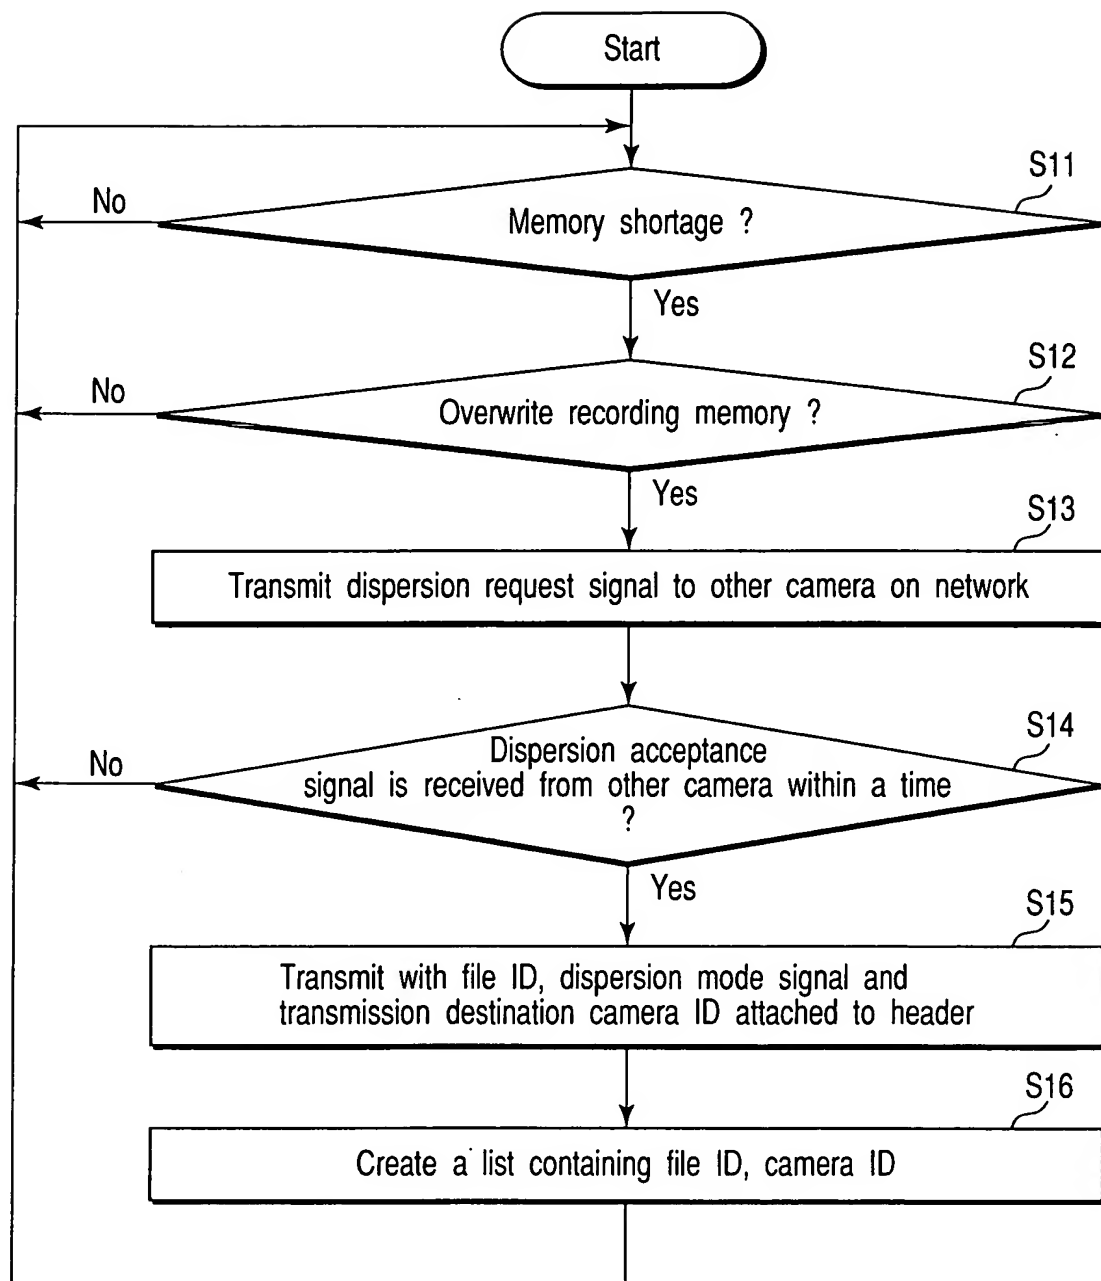 Start
S11
No
Memory shortage ?
Yes
S12
No
Overwrite recording memory ?
Yes
S13
Transmit dispersion request signal to other camera on network
S14
No
Dispersion acceptance
signal is received from other camera within a time
?
Yes
S15
Transmit with file ID, dispersion mode signal and
transmission destination camera ID attached to header
S16
Create a list containing file ID, camera ID